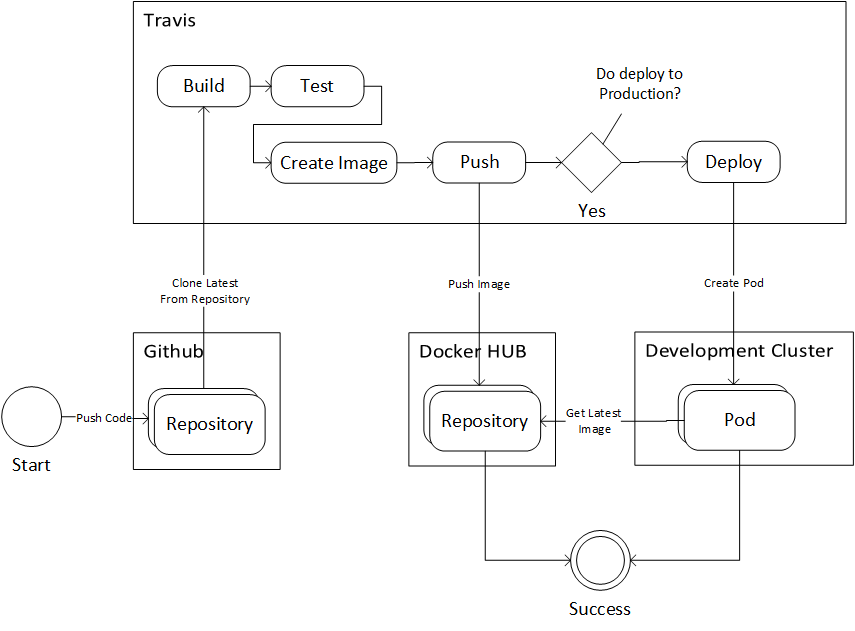 Travis
Build
Test
Do deploy to
Production?
Create Image
Push
Deploy
Yes
Clone Latest
From Repository
Push Image
Create Pod
Github
Docker HUB
Development Cluster
Push Code
Repository
Repository
Get Latest
Image
Pod
Start
Success